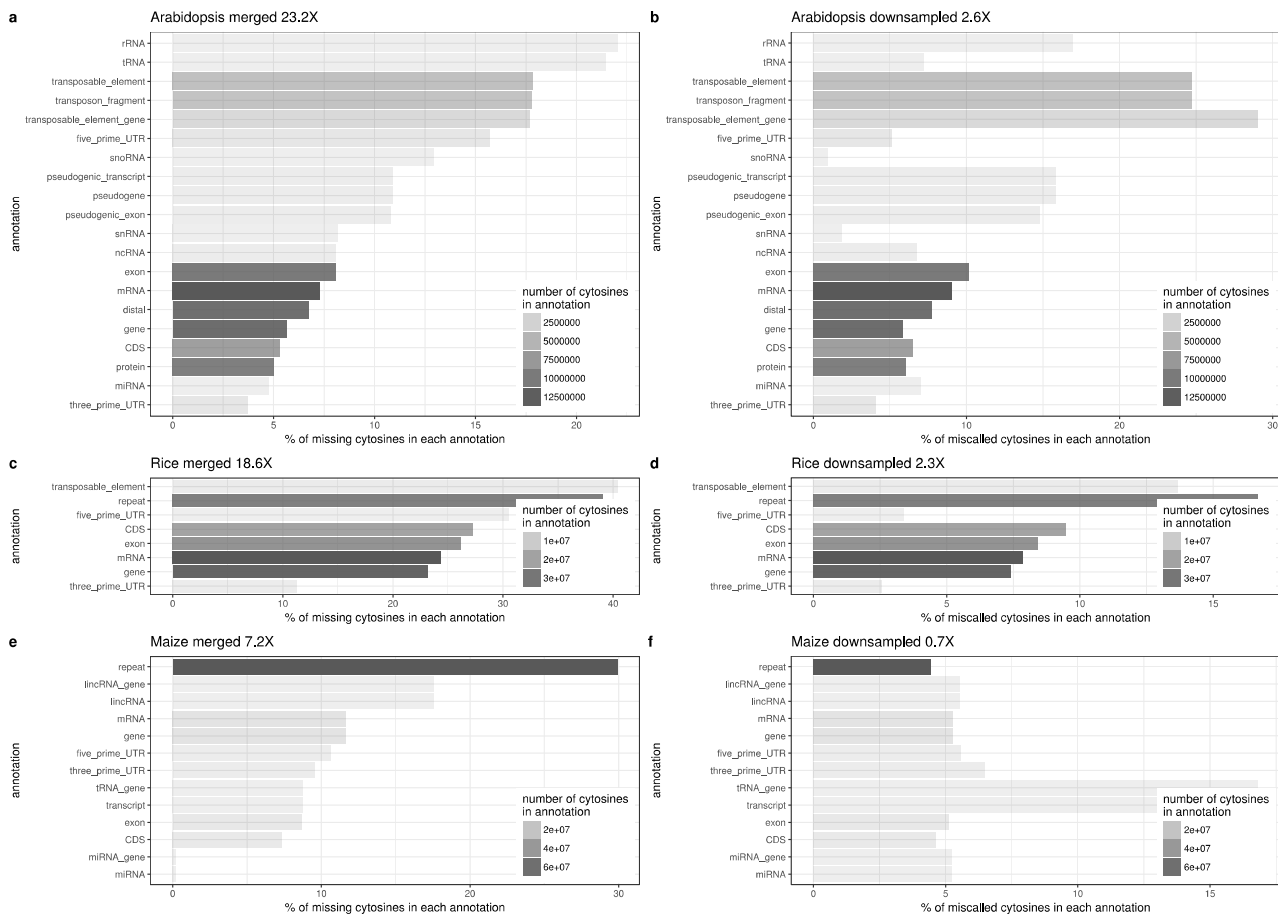 a
Arabidopsis merged 23.2X
annotation
rRNA
tRNA
transposable_element
transposon_fragment
transposable_element_gene
five_prime_UTR
snoRNA
pseudogenic_transcript
pseudogene
pseudogenic_exon
snRNA
ncRNA
exon
mRNA
distal
gene
CDS
protein
miRNA
three_prime_UTR
number of cytosines
in annotation
2500000
5000000
7500000
10000000
12500000
0 5 10 15 20
% of missing cytosines in each annotation
b
Arabidopsis downsampled 2.6X
annotation
rRNA
tRNA
transposable_element
transposon_fragment
transposable_element_gene
five_prime_UTR
snoRNA
pseudogenic_transcript
pseudogene
pseudogenic_exon
snRNA
ncRNA
exon
mRNA
distal
gene
CDS
protein
miRNA
three_prime_UTR
number of cytosines
in annotation
2500000
5000000
7500000
10000000
12500000
0 10 20 30
% of miscalled cytosines in each annotation
c
Rice merged 18.6X
annotation
transposable_element
repeat
five_prime_UTR
CDS
exon
mRNA
gene
three_prime_UTR
number of cytosines
in annotation
1e+07
2e+07
3e+07
0 10 20 30 40
% of missing cytosines in each annotation
d
Rice downsampled 2.3X
annotation
transposable_element
repeat
five_prime_UTR
CDS
exon
mRNA
gene
three_prime_UTR
number of cytosines
in annotation
1e+07
2e+07
3e+07
0 5 10 15
% of miscalled cytosines in each annotation
e
Maize merged 7.2X
annotation
repeat
lincRNA_gene
lincRNA
mRNA
gene
five_prime_UTR
three_prime_UTR
tRNA_gene
transcript
exon
CDS
miRNA_gene
miRNA
number of cytosines
in annotation
2e+07
4e+07
6e+07
0 10 20 30
% of missing cytosines in each annotation
f
Maize downsampled 0.7X
annotation
repeat
lincRNA_gene
lincRNA
mRNA
gene
five_prime_UTR
three_prime_UTR
tRNA_gene
transcript
exon
CDS
miRNA_gene
miRNA
number of cytosines
in annotation
2e+07
4e+07
6e+07
0 5 10 15
% of miscalled cytosines in each annotation